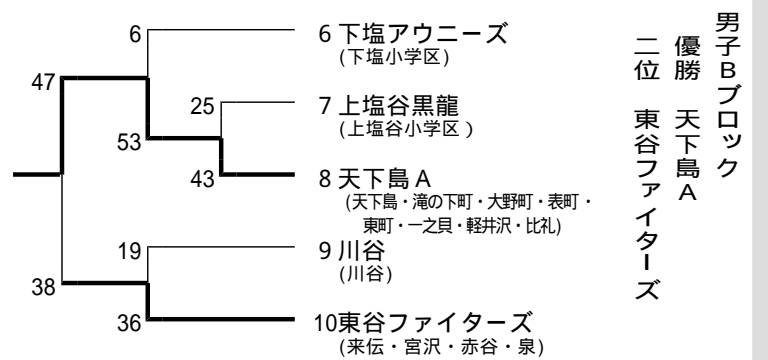 男子Bブロック
優勝 天下島A
二位 東谷ファイターズ
6
6 下塩アウニーズ
(下塩小学区)
47
25
7 上塩谷黒龍
(上塩谷小学区)
53
43
8 天下島A
(天下島・滝の下町・大野町・表町・
東町・一之貝・軽井沢・比礼)
19
9 川谷
(川谷)
38
36
10東谷ファイターズ
(来伝・宮沢・赤谷・泉)